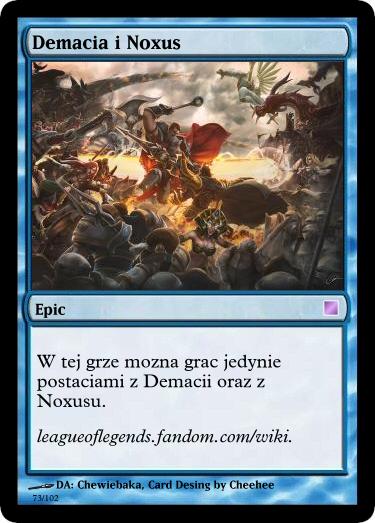 Demacia i Noxus
Epic
W tej grze mozna grac jedynie
postaciami z Demacii oraz z
Noxusu.
leagueoflegends.fandom.com/wiki.
DA: Chewiebaka, Card Desing by Cheehee
73/102